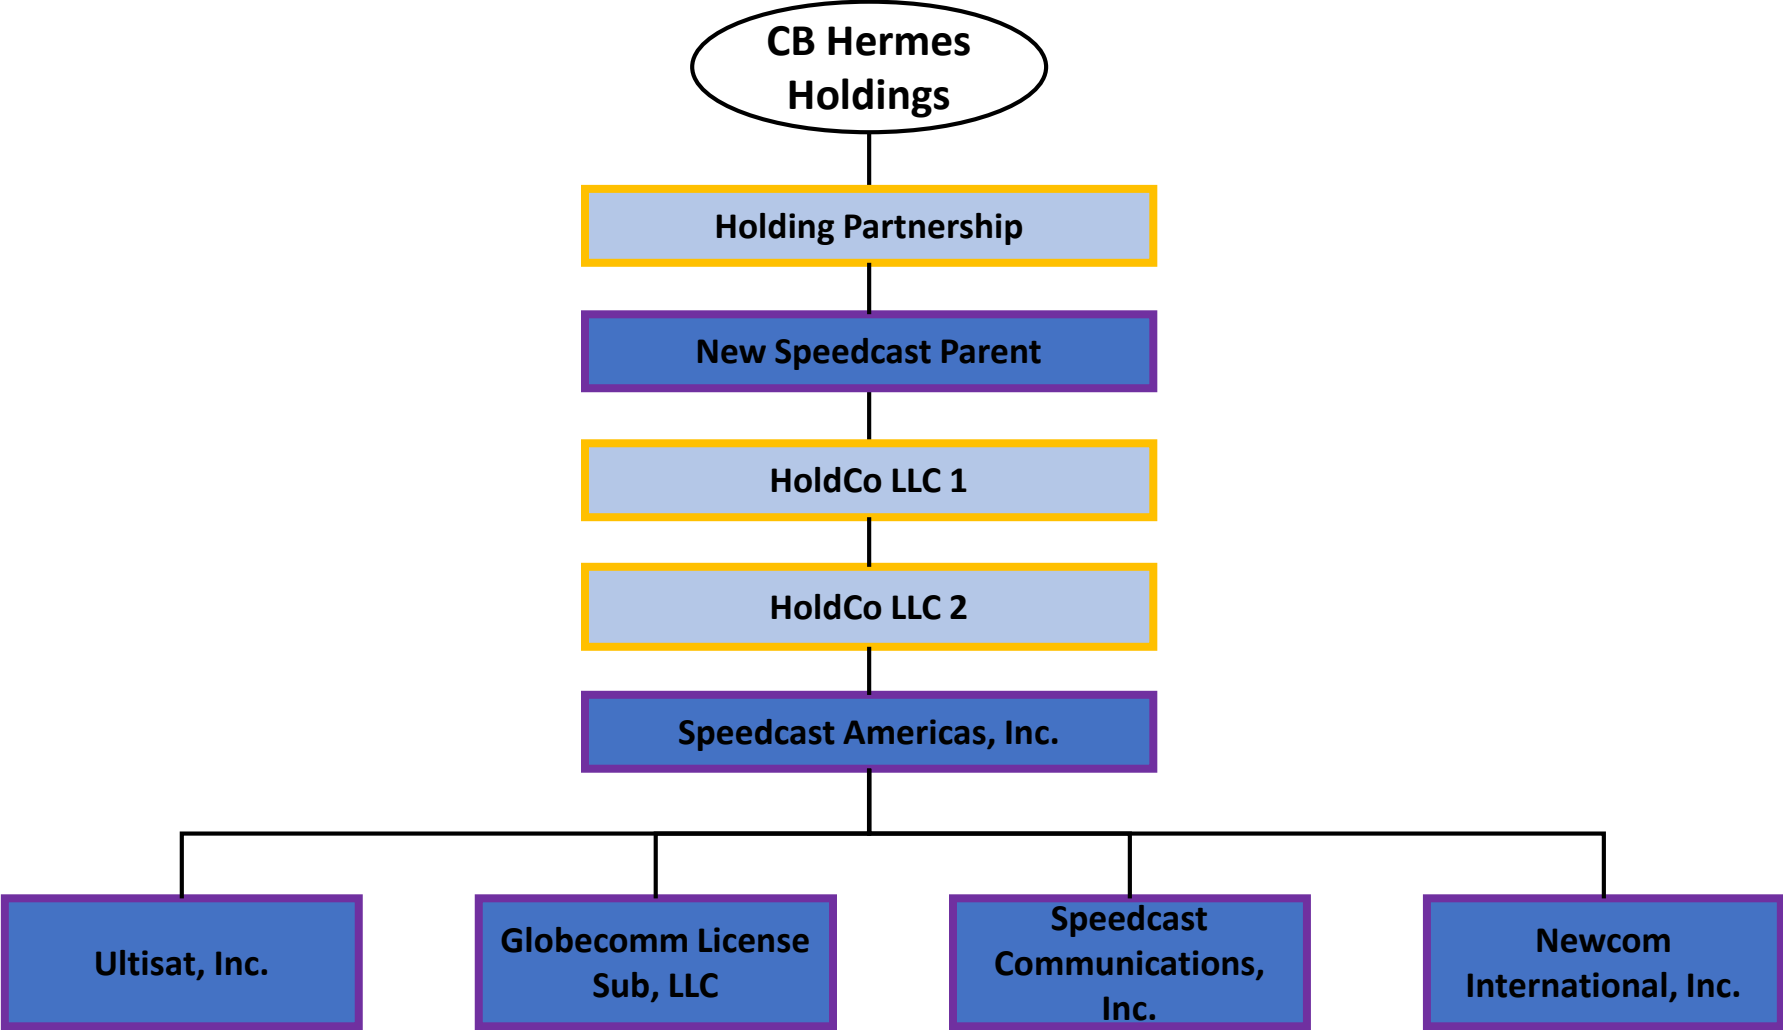 CB Hermes
Holdings
Holding Partnership
New Speedcast Parent
HoldCo LLC 1
HoldCo LLC 2
Speedcast Americas, Inc.
Ultisat, Inc.
Globecomm License
Sub, LLC
Speedcast
Communications,
Inc.
Newcom
International, Inc.